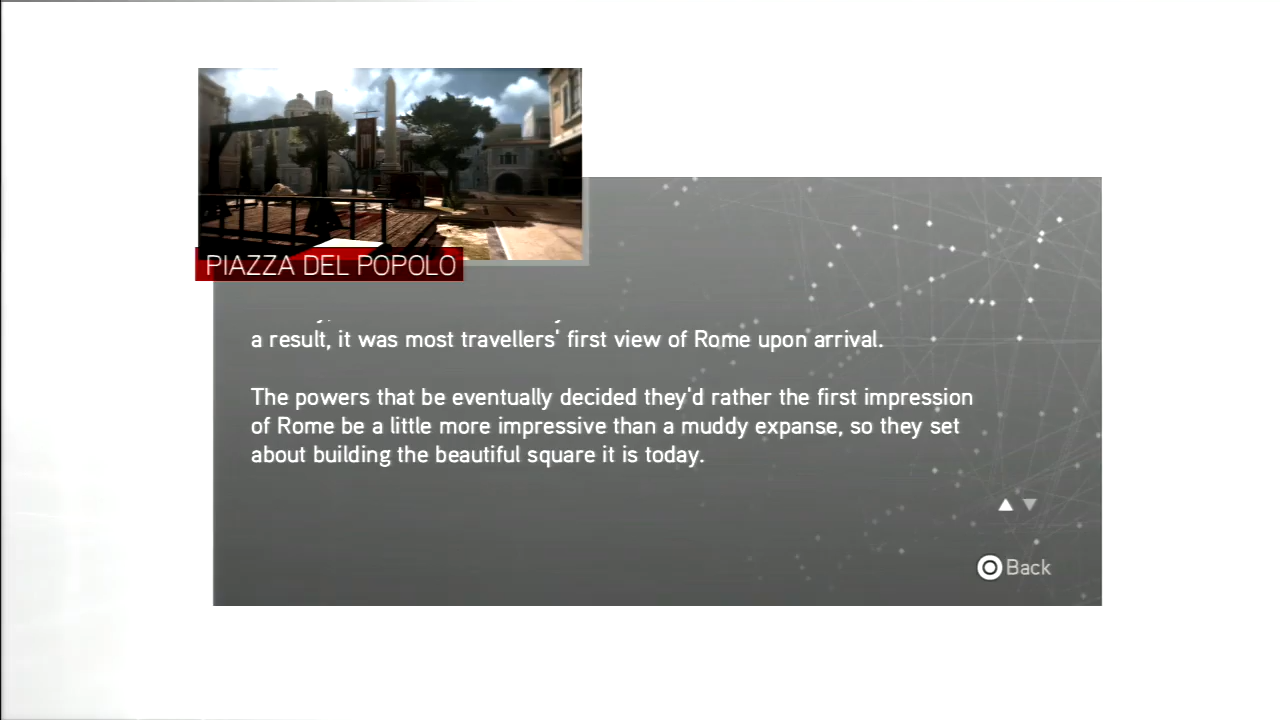 PIAZZA DEL POPOLO
a result, it was most travellers' first view of Rome upon arrival.
The powers that be eventually decided they'd rather the first impression
of Rome be a little more impressive than a muddy expanse, so they set
about building the beautiful square it is today.
Back